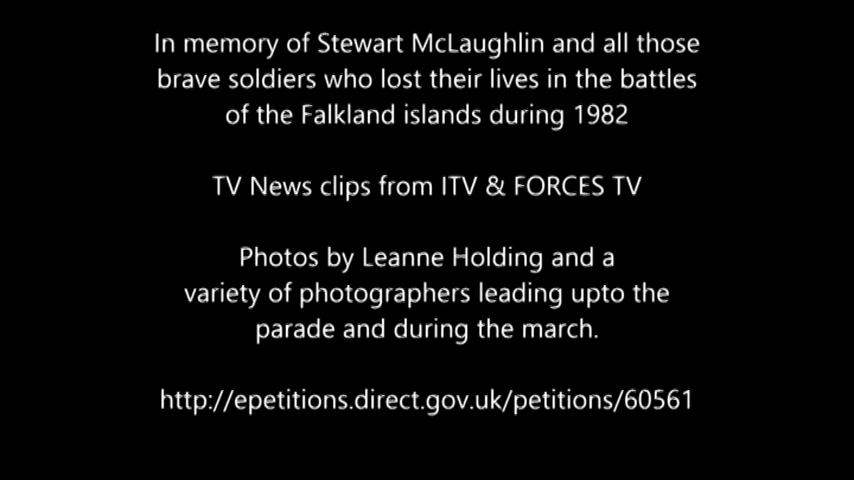 In memory of Stewart McLaughlin and all those
brave soldiers who lost their lives in the battles
of the Falkland islands during 1982
TV News clips from ITV & FORCES TV
Photos by Leanne Holding and a
variety of photographers leading upto the
parade and during the march.
http://epetitions.direct.gov.uk/petitions/60561